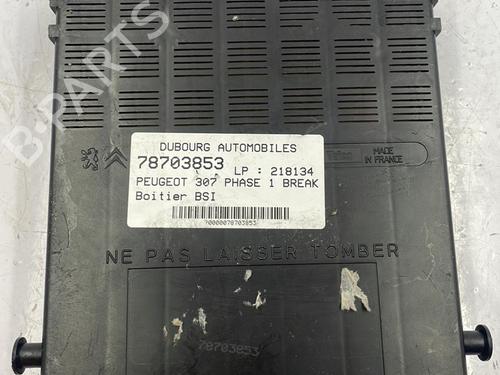 B-PARTS
DUBOURG AUTOMOBILES
78703853 LP : 218134
PEUGEOT 307 PHASE 1 BREAK
Boitier BSI
70000078703853
MADE
IN FRANCE
NE PAS LAISSER TOMBER
78703853